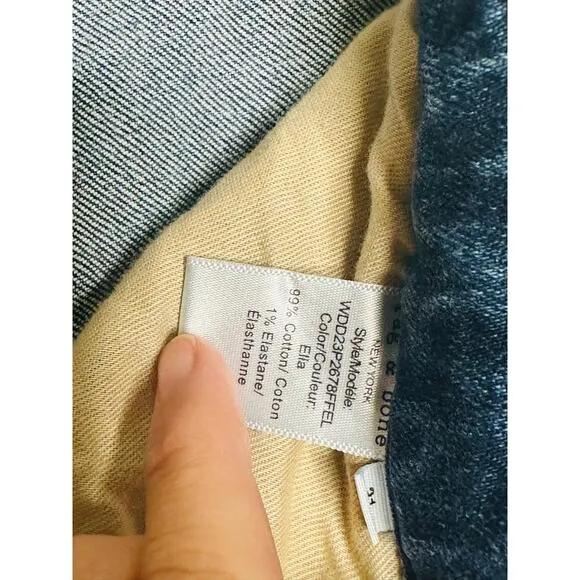 rag & bone
NEW YORK
Style/Modèle:
WDD23P2678FFEL
Color/Couleur:
Ella
99% Cotton/ Coton
1% Elastane/
Élasthanne